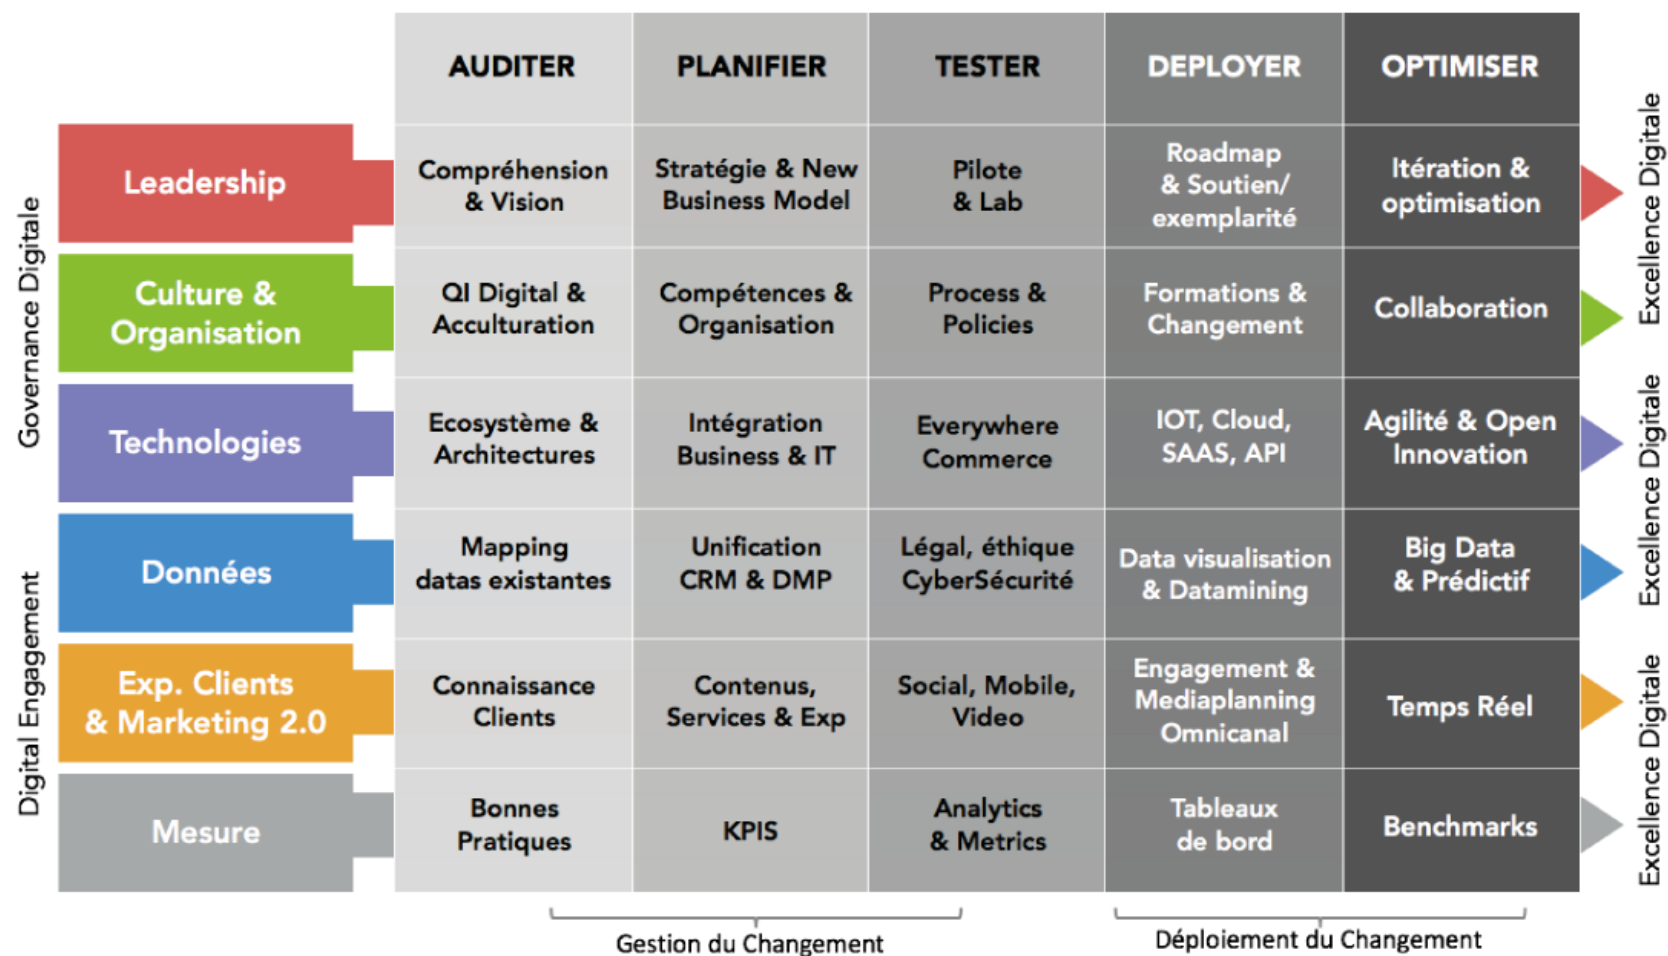 AUDITER
PLANIFIER
TESTER
DEPLOYER
OPTIMISER
Governance Digitale
Digital Engagement
Leadership
Compréhension
& Vision
Stratégie & New
Business Model
Pilote
& Lab
Roadmap
& Soutien/
exemplarité
Itération &
optimisation
Culture &
Organisation
QI Digital &
Acculturation
Compétences &
Organisation
Process &
Policies
Formations &
Changement
Collaboration
Technologies
Ecosystème &
Architectures
Intégration
Business & IT
Everywhere
Commerce
IOT, Cloud,
SAAS, API
Agilité & Open
Innovation
Données
Mapping
datas existantes
Unification
CRM & DMP
Légal, éthique
CyberSécurité
Data visualisation
& Datamining
Big Data
& Prédictif
Exp. Clients
& Marketing 2.0
Connaissance
Clients
Contenus,
Services & Exp
Social, Mobile,
Video
Engagement &
Mediaplanning
Omnicanal
Temps Réel
Mesure
Bonnes
Pratiques
KPIS
Analytics
& Metrics
Tableaux
de bord
Benchmarks
Excellence Digitale
Excellence Digitale
Excellence Digitale
Gestion du Changement
Déploiement du Changement